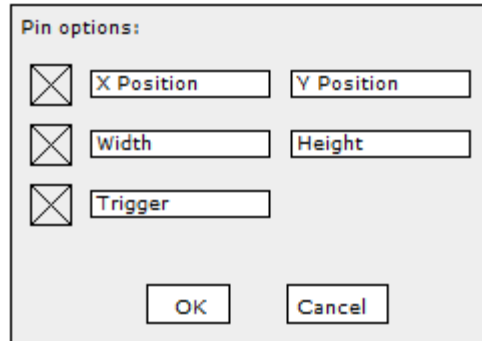 Pin options:
X Position Y Position
Width Height
Trigger
OK Cancel